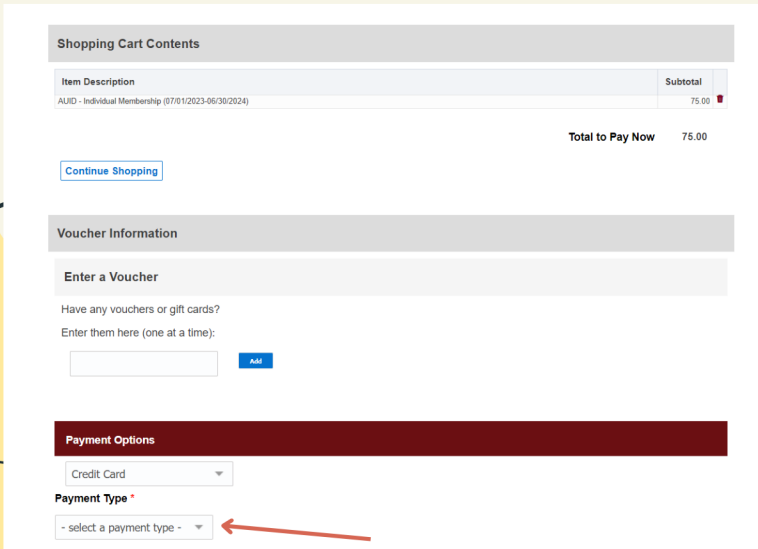 Shopping Cart Contents
Item Description Subtotal
AUID - Individual Membership (07/01/2023-06/30/2024) 75.00
Total to Pay Now 75.00
Continue Shopping
Voucher Information
Enter a Voucher
Have any vouchers or gift cards?
Enter them here (one at a time):
Add
Payment Options
Credit Card
Payment Type *
- select a payment type -